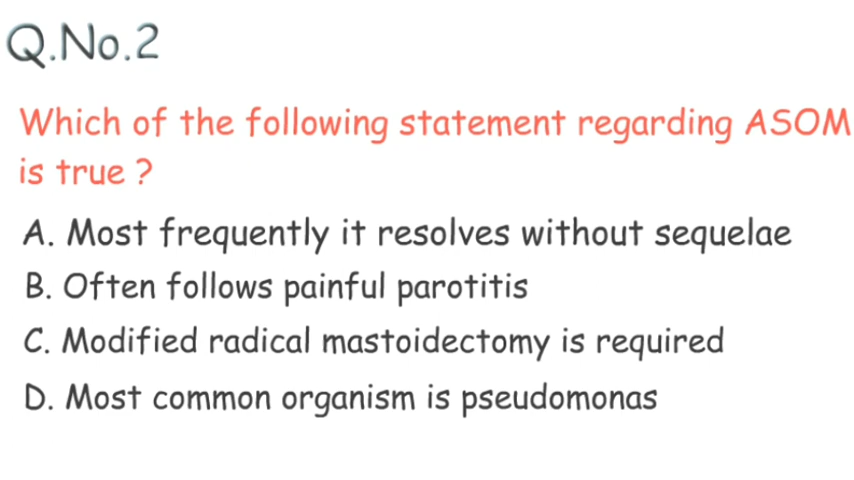 Q.No.2
Which of the following statement regarding ASOM
is true ?
A. Most frequently it resolves without sequelae
B. Often follows painful parotitis
C. Modified radical mastoidectomy is required
D. Most common organism is pseudomonas